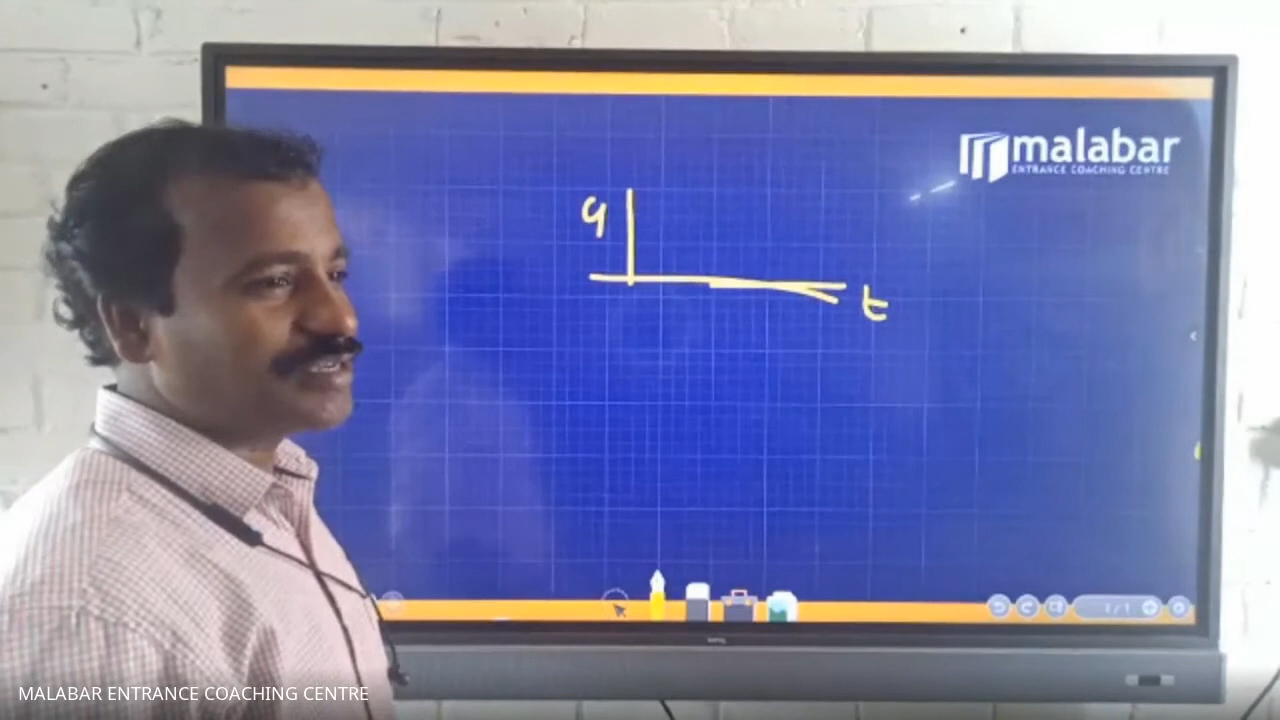 malabar
ENTRANCE COACHING CENTRE
q
t
1/1
MALABAR ENTRANCE COACHING CENTRE